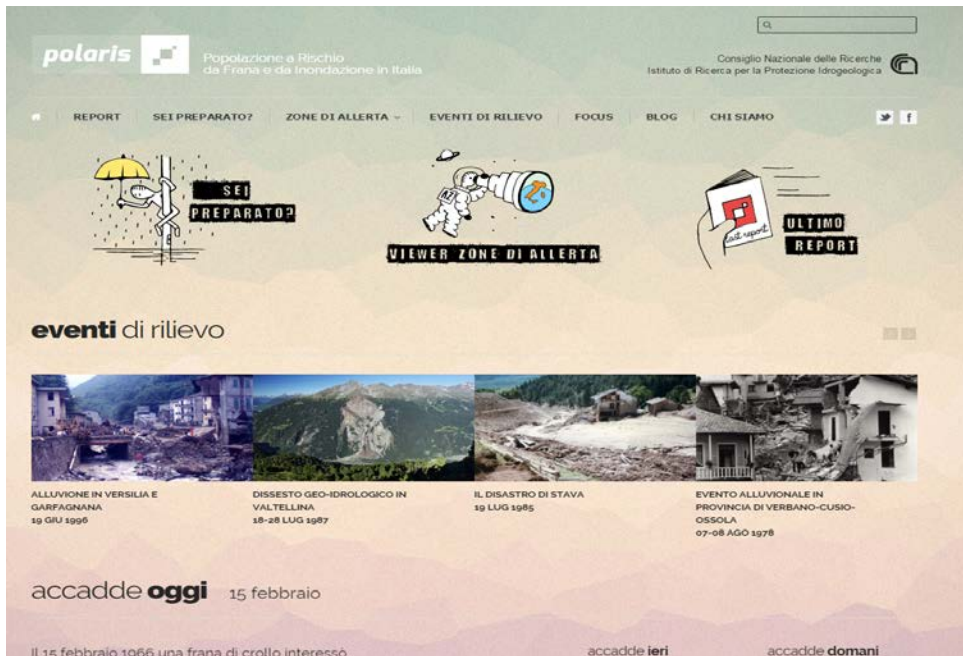 polaris
Popolazione a Rischio
da Frana e da Inondazione in Italia
Consiglio Nazionale delle Ricerche
Istituto di Ricerca per la Protezione Idrogeologica
REPORT SEI PREPARATO? ZONE DI ALLERTA EVENTI DI RILIEVO FOCUS BLOG CHI SIAMO
SEI
PREPARATO?
VIEWER ZONE DI ALLERTA
last report
ULTIMO
REPORT
eventi di rilievo
ALLUVIONE IN VERSILIA E
GARFAGNANA
19 GIU 1996
DISSESTO GEO-IDROLOGICO IN
VALTELLINA
18-28 LUG 1987
IL DISASTRO DI STAVA
19 LUG 1985
EVENTO ALLUVIONALE IN
PROVINCIA DI VERBANO-CUSIO-
OSSOLA
07-08 AGO 1978
accadde oggi 15 febbraio
Il 15 febbraio 1966 una frana di crollo interessò
accadde ieri
accadde domani